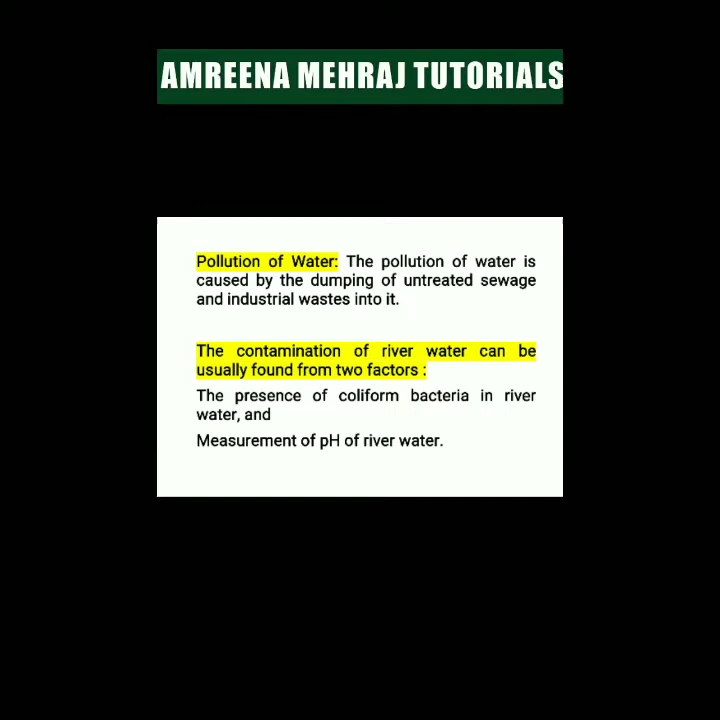 AMREENA MEHRAJ TUTORIALS
Pollution of Water: The pollution of water is
caused by the dumping of untreated sewage
and industrial wastes into it.
The contamination of river water can be
usually found from two factors :
The presence of coliform bacteria in river
water, and
Measurement of pH of river water.